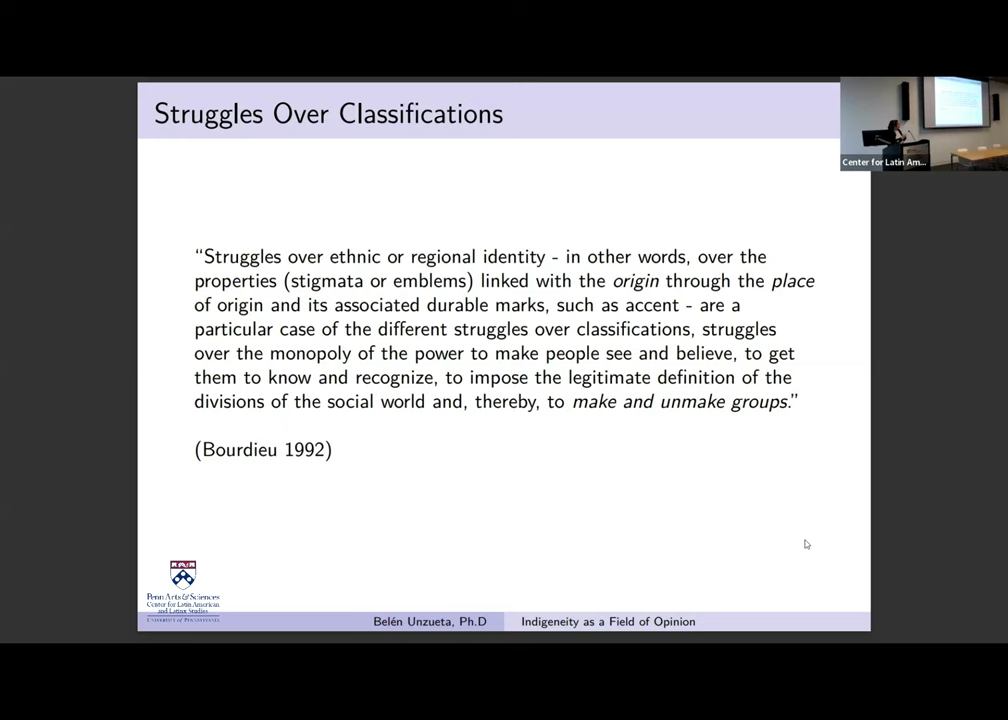 Struggles Over Classifications
Center for Latin Am...
“Struggles over ethnic or regional identity - in other words, over the
properties (stigmata or emblems) linked with the origin through the place
of origin and its associated durable marks, such as accent - are a
particular case of the different struggles over classifications, struggles
over the monopoly of the power to make people see and believe, to get
them to know and recognize, to impose the legitimate definition of the
divisions of the social world and, thereby, to make and unmake groups.”
(Bourdieu 1992)
Penn Arts & Sciences
Center for Latin American
and Latinx Studies
University of Pennsylvania
Belén Unzueta, Ph.D
Indigeneity as a Field of Opinion